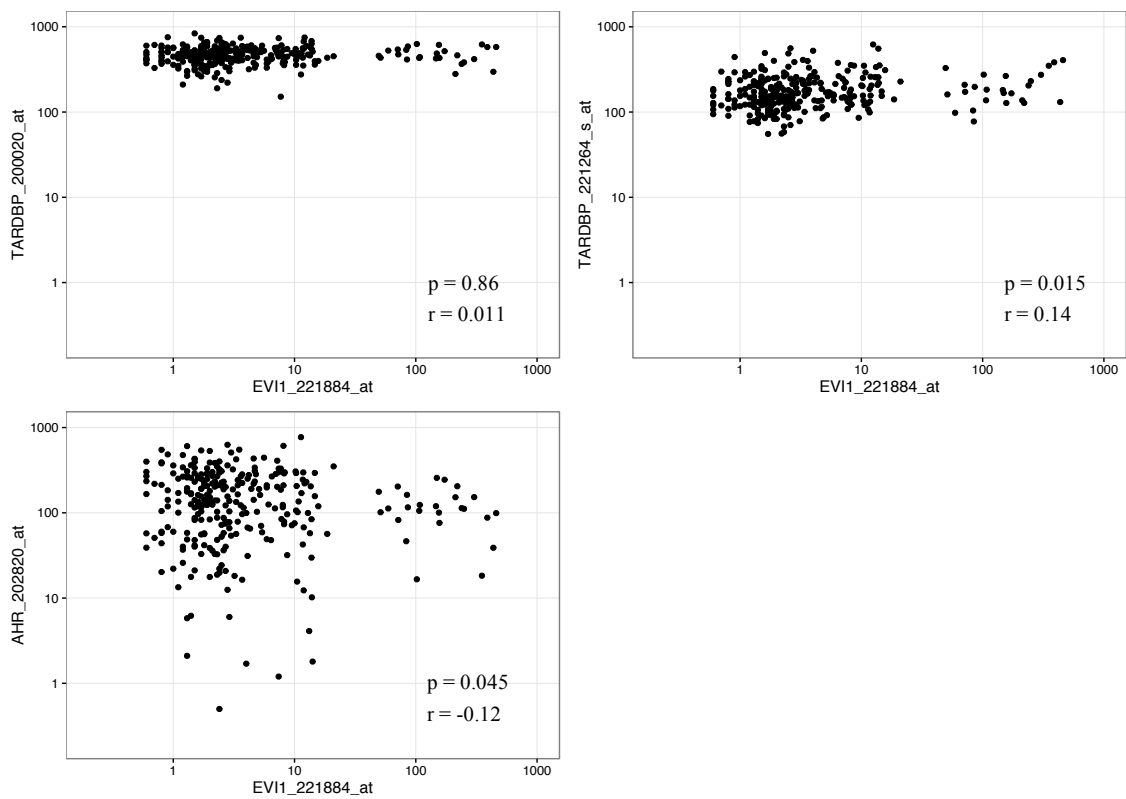 TARDBP_200020_at
1000
100
10
1
p = 0.86
r = 0.011
1
10
100
1000
EVI1_221884_at
TARDBP_221264_s_at
1000
100
10
1
p = 0.015
r = 0.14
1
10
100
1000
EVI1_221884_at
AHR_202820_at
1000
100
10
1
p = 0.045
r = -0.12
1
10
100
1000
EVI1_221884_at